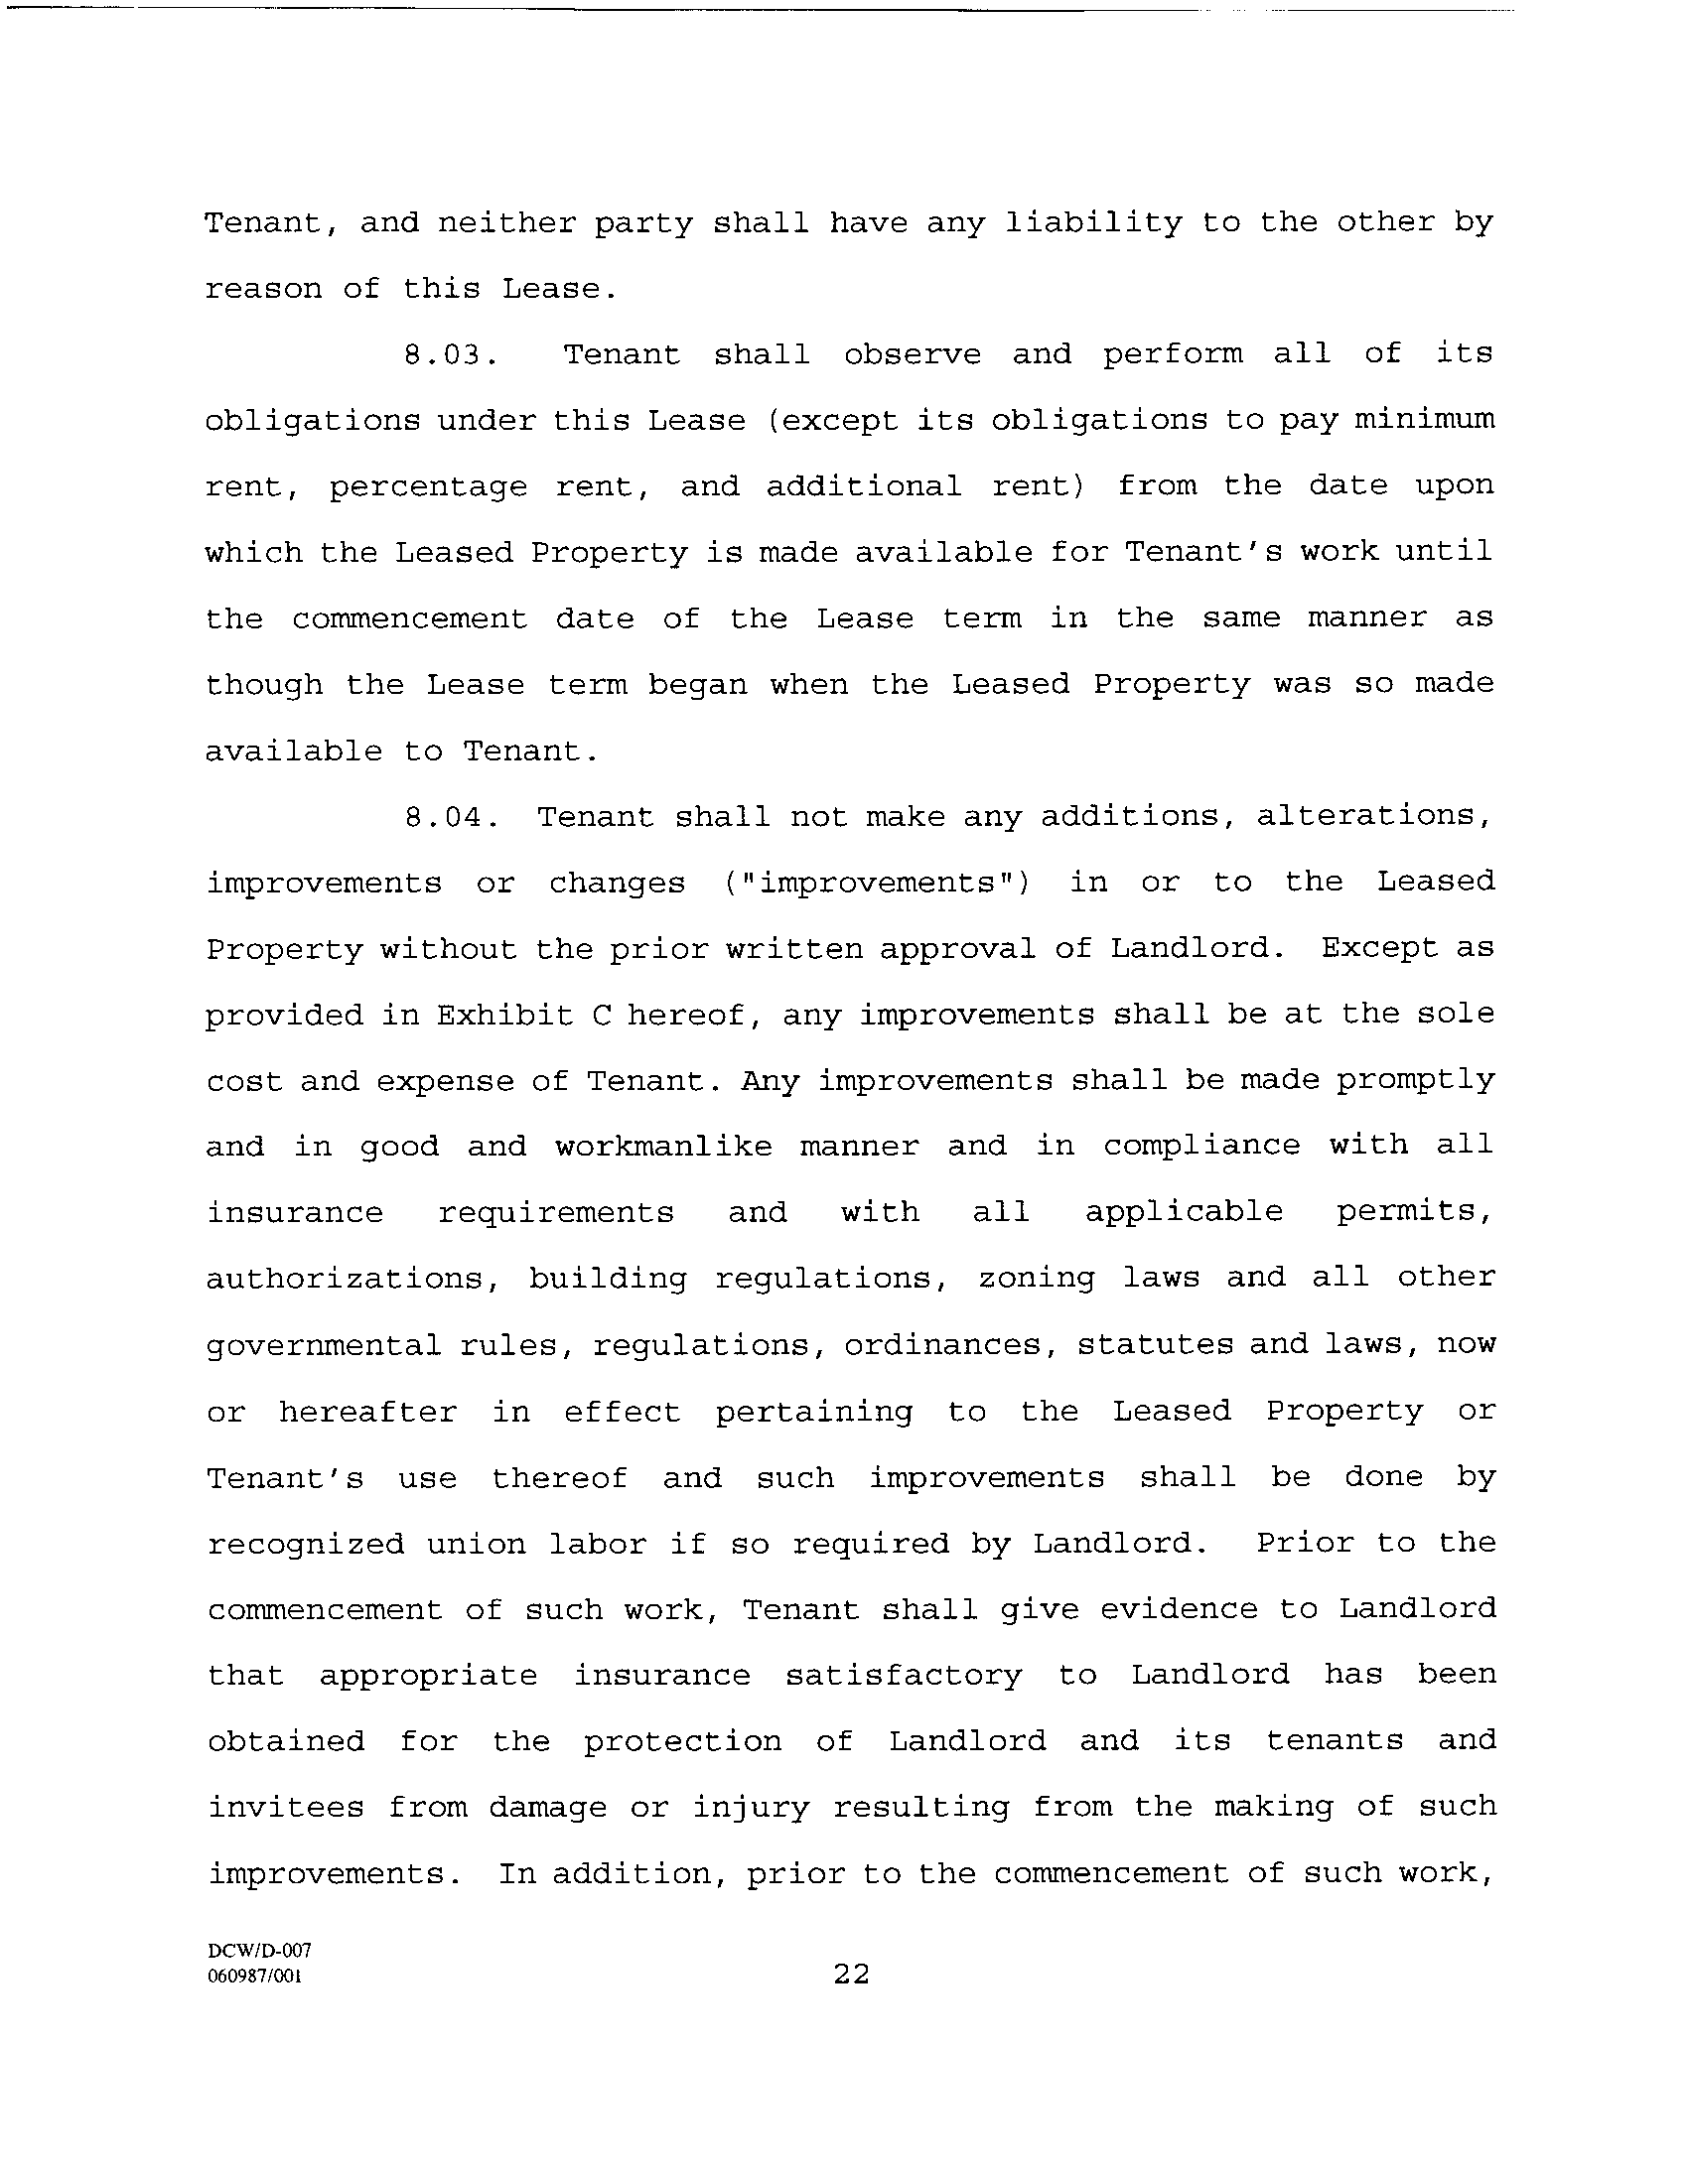 Tenant, and neither party shall have any liability to the other by
reason of this Lease.
8.03. Tenant shall observe and perform all of its
obligations under this Lease (except its obligations to pay minimum
rent, percentage rent, and additional rent) from the date upon
which the Leased Property is made available for Tenant's work until
the commencement date of the Lease term in the same manner as
though the Lease term began when the Leased Property was so made
available to Tenant.
8.04. Tenant shall not make any additions, alterations,
improvements or changes ("improvements") in or to the Leased
Property without the prior written approval of Landlord. Except as
provided in Exhibit C hereof, any improvements shall be at the sole
cost and expense of Tenant. Any improvements shall be made promptly
and in good and workmanlike manner and in compliance with all
insurance requirements and with all applicable permits,
authorizations, building regulations, zoning laws and all other
governmental rules, regulations, ordinances, statutes and laws, now
or hereafter in effect pertaining to the Leased Property or
Tenant's use thereof and such improvements shall be done by
recognized union labor if so required by Landlord. Prior to the
commencement of such work, Tenant shall give evidence to Landlord
that appropriate insurance satisfactory to Landlord has been
obtained for the protection of Landlord and its tenants and
invitees from damage or injury resulting from the making of such
improvements. In addition, prior to the commencement of such work,
DCW/D-007
060987/001
22